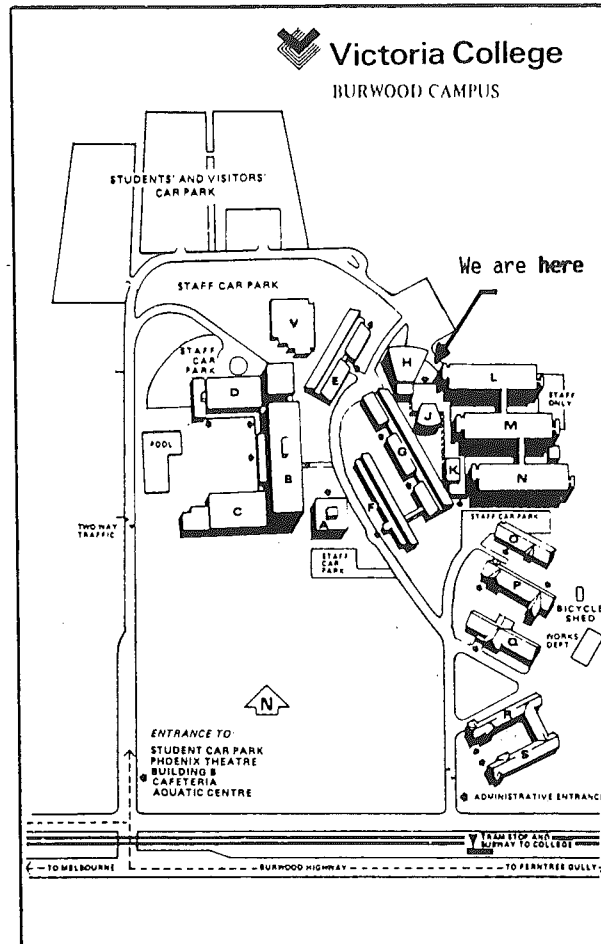 Victoria College
BURWOOD CAMPUS
STUDENTS' AND VISITORS'
CAR PARK
We are here
STAFF CAR PARK
V
H
STAFF
CAR
PARK
E
L
D
STAFF
ONLY
J
M
POOL
G
B
K
N
C
F
A
STAFF CAR PARK
TWO WAY
TRAFFIC
O
STAFF
CAR
PARK
P
BICYCLE
SHED
Q
WORKS
DEPT
N
R
ENTRANCE TO:
STUDENT CAR PARK
PHOENIX THEATRE
BUILDING B
CAFETERIA
AQUATIC CENTRE
S
ADMINISTRATIVE ENTRANCE
TRAM STOP AND
SUBWAY TO COLLEGE
TO MELBOURNE
BURWOOD HIGHWAY
TO FERNTREE GULLY